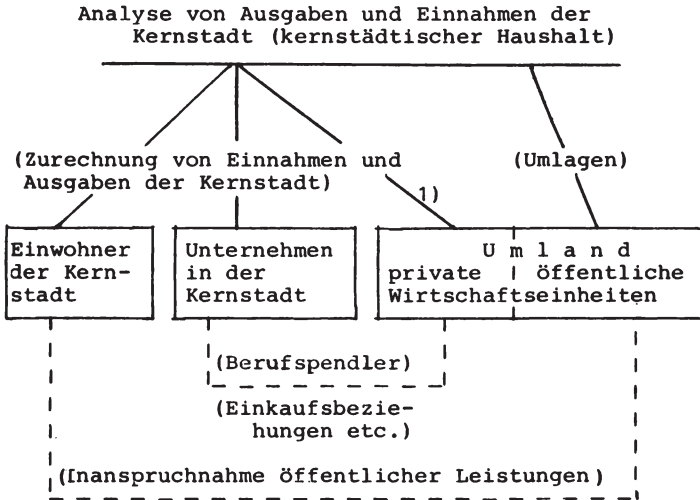 Analyse von Ausgaben und Einnahmen der
Kernstadt (kernstädtischer Haushalt)
(Zurechnung von Einnahmen und
Ausgaben der Kernstadt)
(Umlagen)
1)
Einwohner
der Kern-
stadt
Unternehmen
in der
Kernstadt
Umland
private öffentliche
Wirtschaftseinheiten
(Berufspendler)
(Einkaufsbezie-
hungen etc.)
(Inanspruchnahme öffentlicher Leistungen)